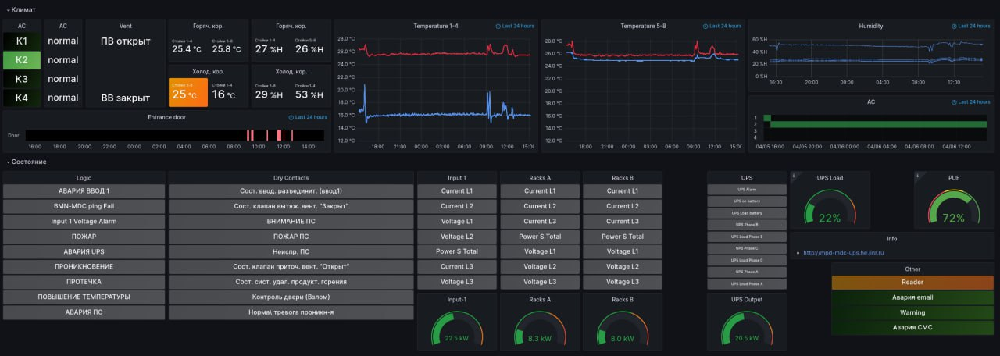 Климат
AC
K1
K2
K3
K4
AC
normal
normal
normal
normal
Vent
ПВ открыт
ВВ закрыт
Горяч. кор.
Стойки 1-4
25.4 °C
Стойки 5-8
25.8 °C
Горяч. кор.
Стойки 1-4
27 %H
Стойки 5-8
26 %H
Холод. кор.
Стойки 5-8
25 °C
Стойки 1-4
16 °C
Холод. кор.
Стойки 5-8
29 %H
Стойки 1-4
53 %H
Entrance door
Last 24 hours
Door
18:00 20:00 22:00 00:00 02:00 04:00 06:00 08:00 10:00 12:00 14:00
Temperature 1-4
Last 24 hours
28.0 °C
26.0 °C
24.0 °C
22.0 °C
20.0 °C
18.0 °C
16.0 °C
14.0 °C
12.0 °C
18:00 21:00 00:00 03:00 06:00 09:00 12:00 15:00
Temperature 5-8
Last 24 hours
28.0 °C
26.0 °C
24.0 °C
22.0 °C
20.0 °C
18.0 °C
16.0 °C
14.0 °C
12.0 °C
18:00 21:00 00:00 03:00 06:00 09:00 12:00 15:00
Humidity
Last 24 hours
60 %H
40 %H
20 %H
0 %H
16:00 20:00 00:00 04:00 08:00 12:00
AC
Last 24 hours
1
2
3
4
04/05 16:00 04/05 20:00 04/06 00:00 04/06 04:00 04/06 08:00 04/06 12:00
Состояние
Logic
АВАРИЯ ВВОД 1
BMN-MDC ping Fail
Input 1 Voltage Alarm
ПОЖАР
АВАРИЯ UPS
ПРОНИКНОВЕНИЕ
ПРОТЕЧКА
ПОВЫШЕНИЕ ТЕМПЕРАТУРЫ
АВАРИЯ ПС
Dry Contacts
Сост. ввод. разъединит. (ввод1)
Сост. клапан вытяж. вент. "Закрыт"
ВНИМАНИЕ ПС
ПОЖАР ПС
Неиспр. ПС
Сост. клапан приточ. вент. "Открыт"
Сост. сист. удал. продукт. горения
Контроль двери (Взлом)
Норма\ тревога проникн-я
Input 1
Current L1
Current L2
Voltage L1
Voltage L2
Power S Total
Current L3
Voltage L3
Input-1
22.5 kW
Racks A
Current L1
Current L2
Current L3
Power S Total
Voltage L1
Voltage L2
Voltage L3
Racks A
8.3 kW
Racks B
Current L1
Current L2
Current L3
Power S Total
Voltage L1
Voltage L2
Voltage L3
Racks B
8.0 kW
UPS
UPS Alarm
UPS on battery
UPS Load battery
UPS Phase B
UPS Load Phase B
UPS Phase C
UPS Load Phase C
UPS Phase A
UPS Load Phase A
UPS Output
20.5 kW
UPS Load
22%
PUE
72%
Info
http://mpd-mdc-ups.he.jinr.ru
Other
Reader
Авария email
Warning
Авария СМС